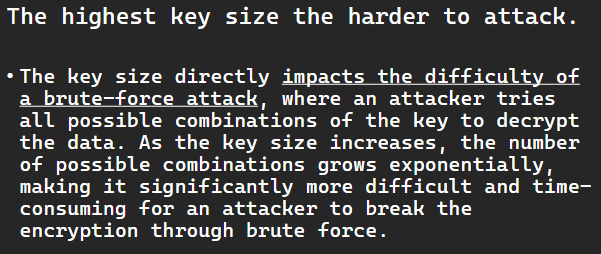 The highest key size the harder to attack.
• The key size directly impacts the difficulty of
a brute-force attack, where an attacker tries
all possible combinations of the key to decrypt
the data. As the key size increases, the number
of possible combinations grows exponentially,
making it significantly more difficult and time-
consuming for an attacker to break the
encryption through brute force.